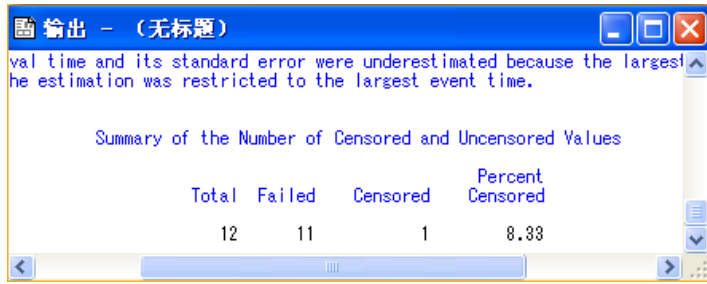 输出 - （无标题）
val time and its standard error were underestimated because the largest
he estimation was restricted to the largest event time.
Summary of the Number of Censored and Uncensored Values
Percent
Total Failed Censored Censored
12 11 1 8.33